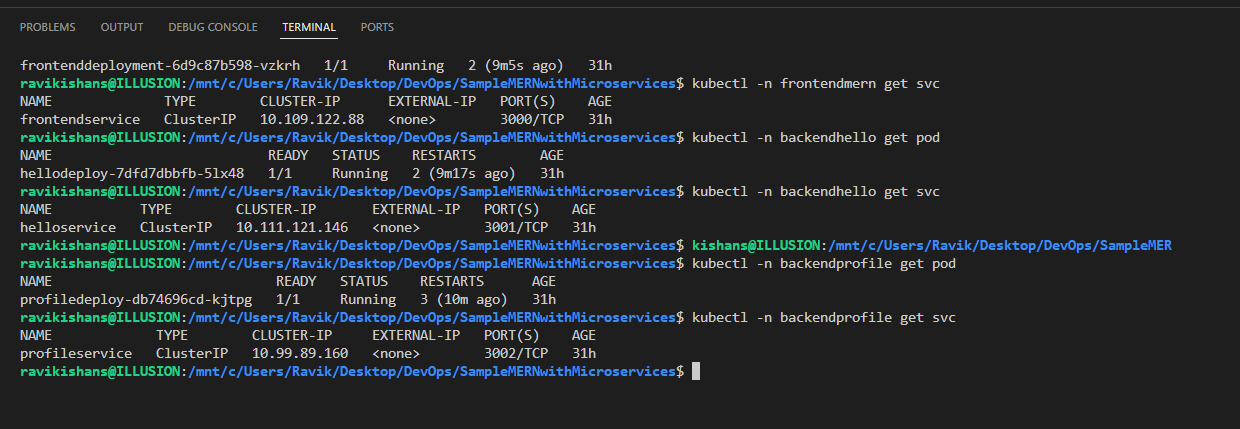 PROBLEMS OUTPUT DEBUG CONSOLE TERMINAL PORTS
frontenddeployment-6d9c87b598-vzkrh 1/1 Running 2 (9m5s ago) 31h
ravikishans@ILLUSION:/mnt/c/Users/Ravik/Desktop/DevOps/SampleMERNwithMicroservices$ kubectl -n frontendmern get svc
NAME TYPE CLUSTER-IP EXTERNAL-IP PORT(S) AGE
frontendservice ClusterIP 10.109.122.88 <none> 3000/TCP 31h
ravikishans@ILLUSION:/mnt/c/Users/Ravik/Desktop/DevOps/SampleMERNwithMicroservices$ kubectl -n backendhello get pod
NAME READY STATUS RESTARTS AGE
hellodeploy-7dfd7dbbfb-5lx48 1/1 Running 2 (9m17s ago) 31h
ravikishans@ILLUSION:/mnt/c/Users/Ravik/Desktop/DevOps/SampleMERNwithMicroservices$ kubectl -n backendhello get svc
NAME TYPE CLUSTER-IP EXTERNAL-IP PORT(S) AGE
helloservice ClusterIP 10.111.121.146 <none> 3001/TCP 31h
ravikishans@ILLUSION:/mnt/c/Users/Ravik/Desktop/DevOps/SampleMERNwithMicroservices$ kishans@ILLUSION:/mnt/c/Users/Ravik/Desktop/DevOps/SampleMER
ravikishans@ILLUSION:/mnt/c/Users/Ravik/Desktop/DevOps/SampleMERNwithMicroservices$ kubectl -n backendprofile get pod
NAME READY STATUS RESTARTS AGE
profiledeploy-db74696cd-kjtpg 1/1 Running 3 (10m ago) 31h
ravikishans@ILLUSION:/mnt/c/Users/Ravik/Desktop/DevOps/SampleMERNwithMicroservices$ kubectl -n backendprofile get svc
NAME TYPE CLUSTER-IP EXTERNAL-IP PORT(S) AGE
profileservice ClusterIP 10.99.89.160 <none> 3002/TCP 31h
ravikishans@ILLUSION:/mnt/c/Users/Ravik/Desktop/DevOps/SampleMERNwithMicroservices$